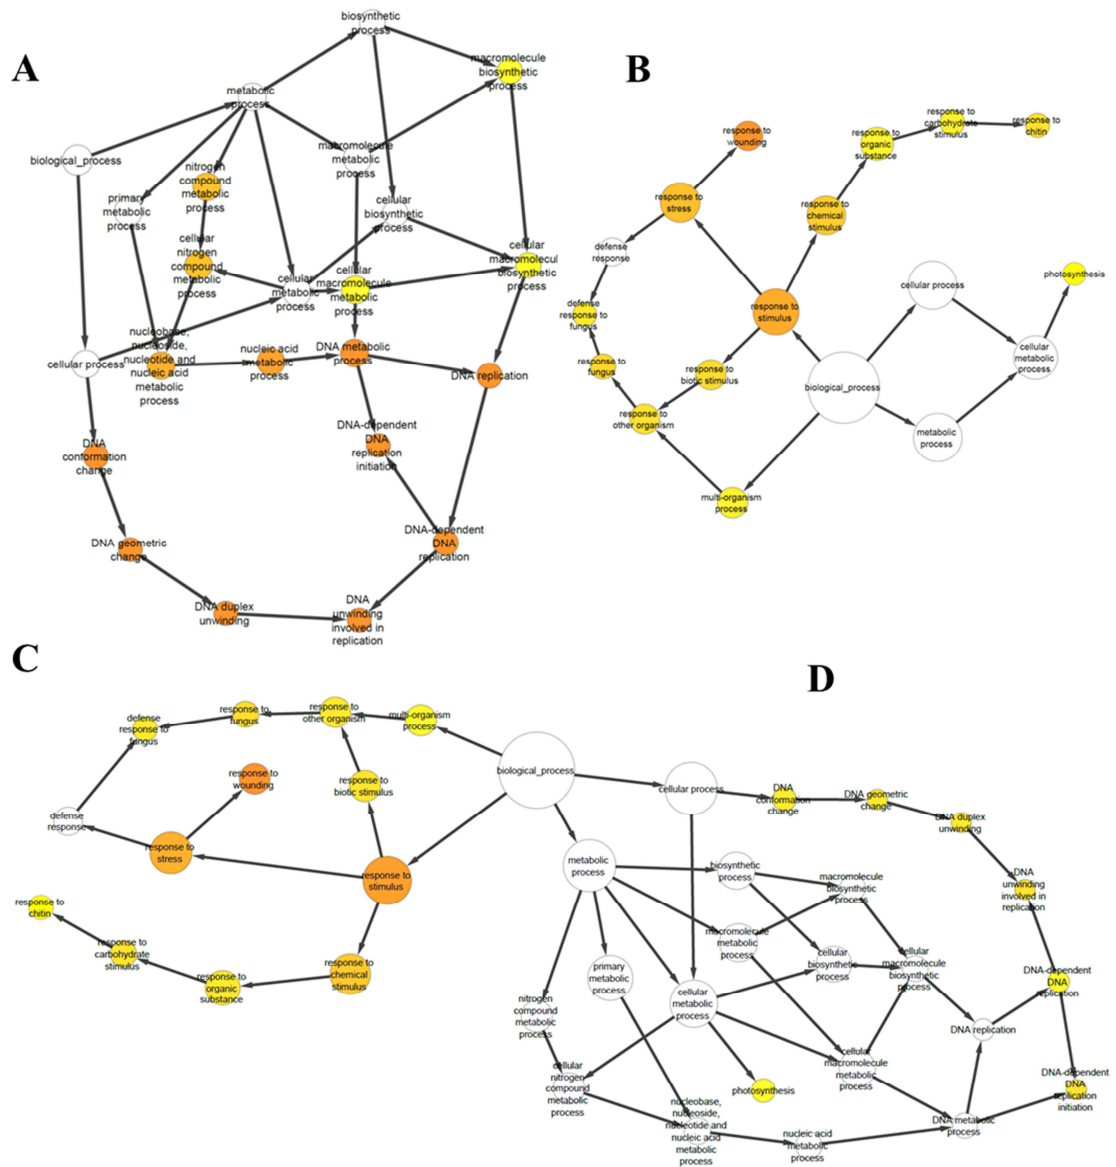 A
biosynthetic
process
macromolecule
biosynthetic
process
metabolic
process
biological_process
macromolecule
metabolic
process
nitrogen
compound
metabolic
process
primary
metabolic
process
cellular
biosynthetic
process
cellular
nitrogen
compound
metabolic
process
cellular
metabolic
process
cellular
macromolecule
metabolic
process
cellular
macromolecul
biosynthetic
process
cellular process
nucleobase,
nucleoside,
nucleotide and
nucleic acid
metabolic
process
nucleic acid
metabolic
process
DNA metabolic
process
DNA replication
DNA
conformation
change
DNA-dependent
DNA
replication
initiation
DNA geometric
change
DNA-dependent
DNA
replication
DNA duplex
unwinding
DNA
unwinding
involved in
replication
B
response to
wounding
response to
organic
substance
response to
carbohydrate
stimulus
response to
chitin
response to
stress
response to
chemical
stimulus
defense
response
photosynthesis
cellular process
defense
response to
fungus
response to
stimulus
cellular
metabolic
process
response to
fungus
response to
biotic stimulus
biological_process
response to
other organism
metabolic
process
multi-organism
process
C
defense
response to
fungus
response to
fungus
response to
other organism
multi-organism
process
response to
wounding
response to
biotic stimulus
defense
response
response to
stress
response to
stimulus
response to
chitin
response to
carbohydrate
stimulus
response to
organic
substance
response to
chemical
stimulus
biological_process
D
cellular process
DNA
conformation
change
DNA geometric
change
DNA duplex
unwinding
metabolic
process
biosynthetic
process
macromolecule
biosynthetic
process
DNA
unwinding
involved in
replication
macromolecule
metabolic
process
primary
metabolic
process
cellular
biosynthetic
process
cellular
macromolecule
biosynthetic
process
nitrogen
compound
metabolic
process
cellular
metabolic
process
DNA-dependent
DNA
replication
DNA replication
cellular
nitrogen
compound
metabolic
process
photosynthesis
cellular
macromolecule
metabolic
process
DNA-dependent
DNA
replication
initiation
nucleobase,
nucleoside,
nucleotide and
nucleic acid
metabolic
process
nucleic acid
metabolic
process
DNA metabolic
process